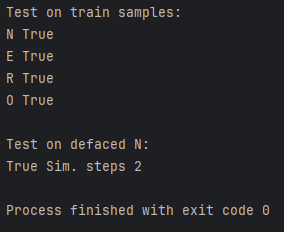 Test on train samples:
N True
E True
R True
O True
Test on defaced N:
True Sim. steps 2
Process finished with exit code 0